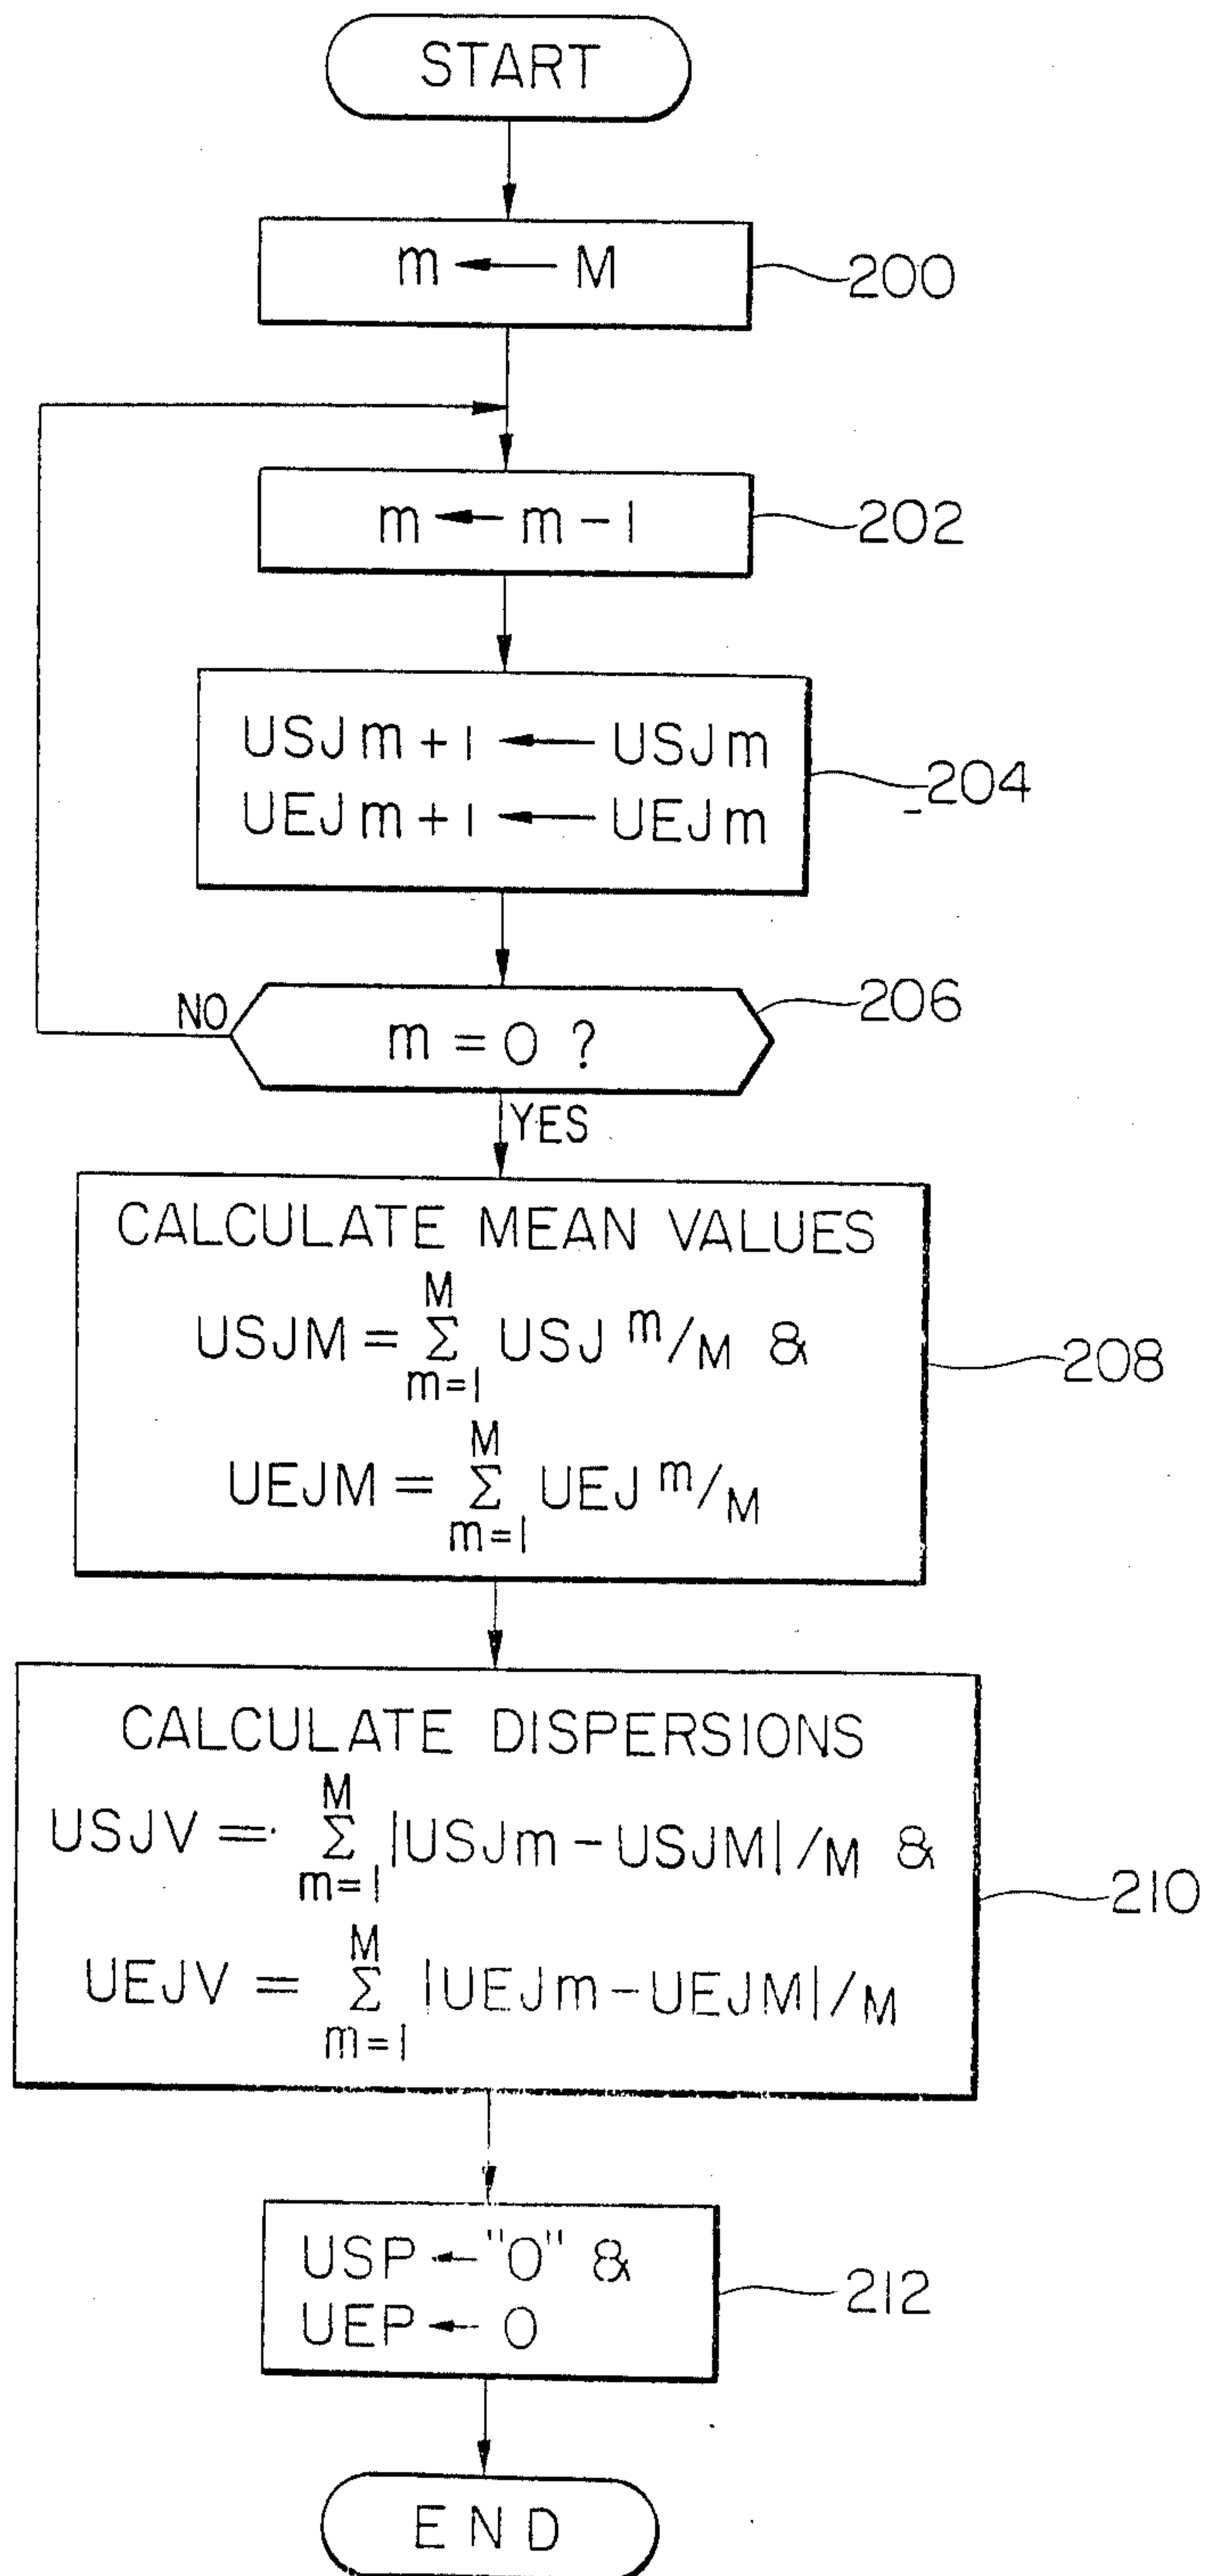 START
m ← M
200
m ← m - 1
202
USJm+1 ← USJm
UEJm+1 ← UEJm
204
NO
m = 0 ?
206
YES
CALCULATE MEAN VALUES
M
USJM = Σ USJ m/M &
m=1
M
UEJM = Σ UEJ m/M
m=1
208
CALCULATE DISPERSIONS
M
USJV = Σ |USJm - USJM| /M &
m=1
M
UEJV = Σ |UEJm - UEJM| /M
m=1
210
USP ← "0" &
UEP ← 0
212
END